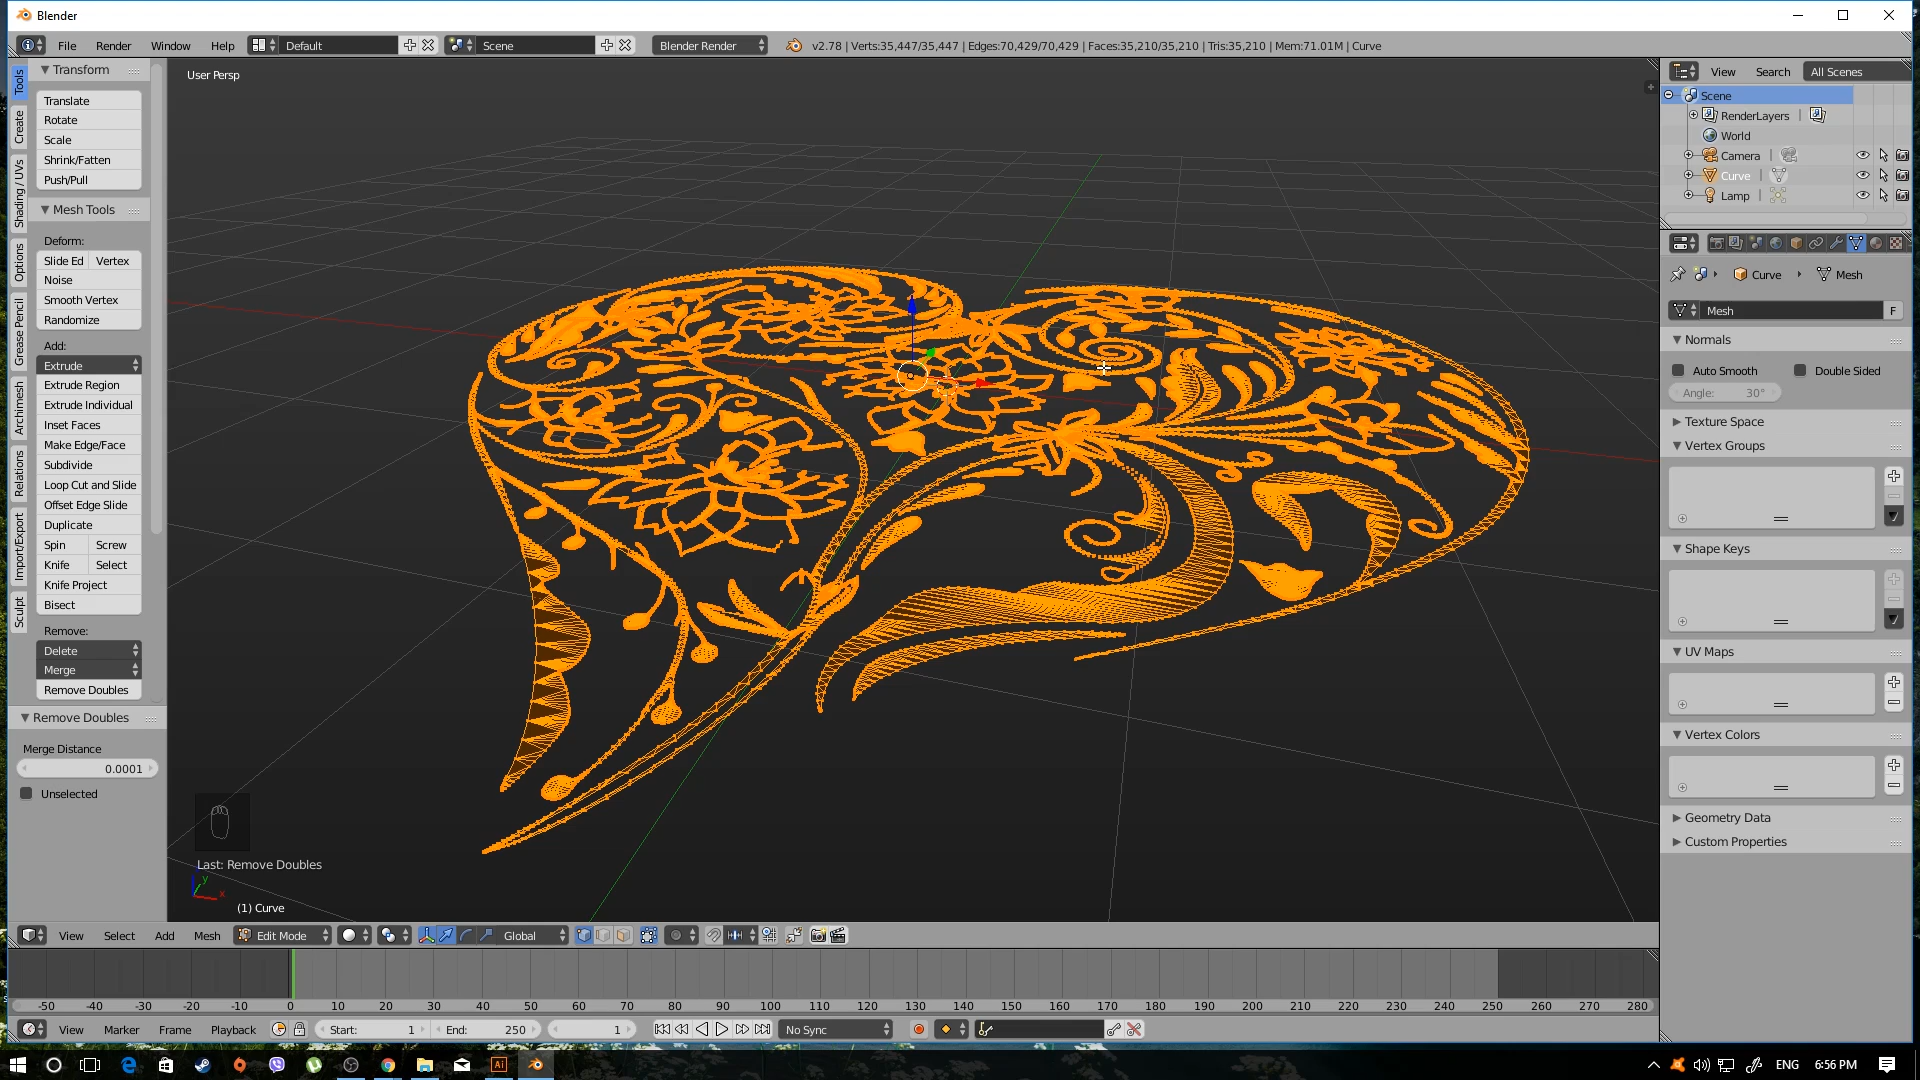 Blender
File Render Window Help Default Scene Blender Render v2.78 | Verts:35,447/35,447 | Edges:70,429/70,429 | Faces:35,210/35,210 | Tris:35,210 | Mem:71.01M | Curve
Tools
Create
Shading / UVs
Options
Grease Pencil
Archimesh
Relations
Import/Export
Sculpt
Transform
Translate
Rotate
Scale
Shrink/Fatten
Push/Pull
Mesh Tools
Deform:
Slide Ed Vertex
Noise
Smooth Vertex
Randomize
Add:
Extrude
Extrude Region
Extrude Individual
Inset Faces
Make Edge/Face
Subdivide
Loop Cut and Slide
Offset Edge Slide
Duplicate
Spin Screw
Knife Select
Knife Project
Bisect
Remove:
Delete
Merge
Remove Doubles
Remove Doubles
Merge Distance
0.0001
Unselected
User Persp
Last: Remove Doubles
y
x
(1) Curve
View Select Add Mesh Edit Mode Global
-50 -40 -30 -20 -10 0 10 20 30 40 50 60 70 80 90 100 110 120 130 140 150 160 170 180 190 200 210 220 230 240 250 260 270 280
View Marker Frame Playback Start: 1 End: 250 1 No Sync
View Search All Scenes
Scene
RenderLayers |
World
Camera |
Curve |
Lamp |
Curve Mesh
Mesh F
Normals
Auto Smooth Double Sided
Angle: 30°
Texture Space
Vertex Groups
Shape Keys
UV Maps
Vertex Colors
Geometry Data
Custom Properties
Ai
ENG 6:56 PM